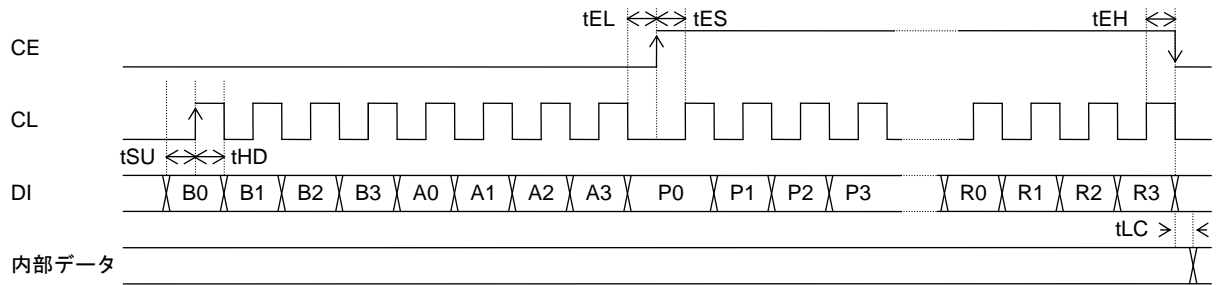 tEL tES tEH
CE
CL
tSU tHD
DI B0 B1 B2 B3 A0 A1 A2 A3 P0 P1 P2 P3 R0 R1 R2 R3
tLC
内部データ